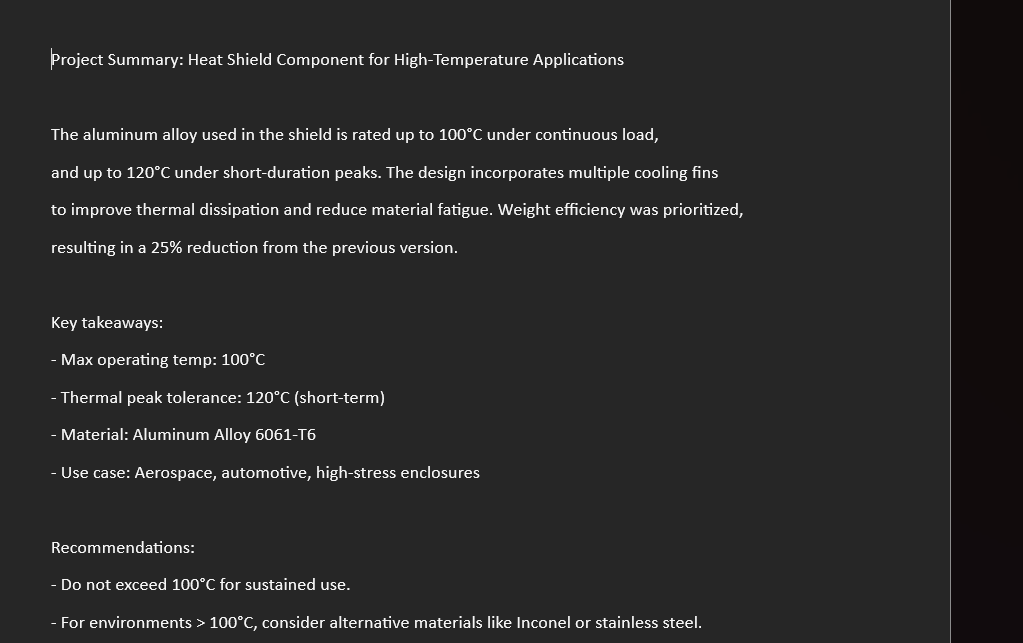 Project Summary: Heat Shield Component for High-Temperature Applications
The aluminum alloy used in the shield is rated up to 100°C under continuous load,
and up to 120°C under short-duration peaks. The design incorporates multiple cooling fins
to improve thermal dissipation and reduce material fatigue. Weight efficiency was prioritized,
resulting in a 25% reduction from the previous version.
Key takeaways:
- Max operating temp: 100°C
- Thermal peak tolerance: 120°C (short-term)
- Material: Aluminum Alloy 6061-T6
- Use case: Aerospace, automotive, high-stress enclosures
Recommendations:
- Do not exceed 100°C for sustained use.
- For environments > 100°C, consider alternative materials like Inconel or stainless steel.